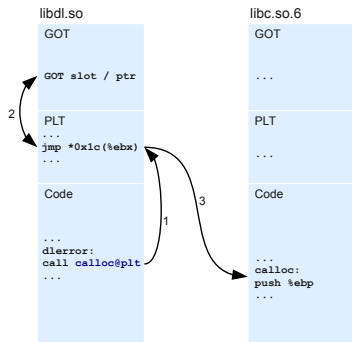 libdl.so
GOT
GOT slot / ptr
2
PLT
...
jmp *0x1c(%ebx)
...
Code
1
3
...
dlerror:
call calloc@plt
...
libc.so.6
GOT
...
PLT
...
Code
...
calloc:
push %ebp
...